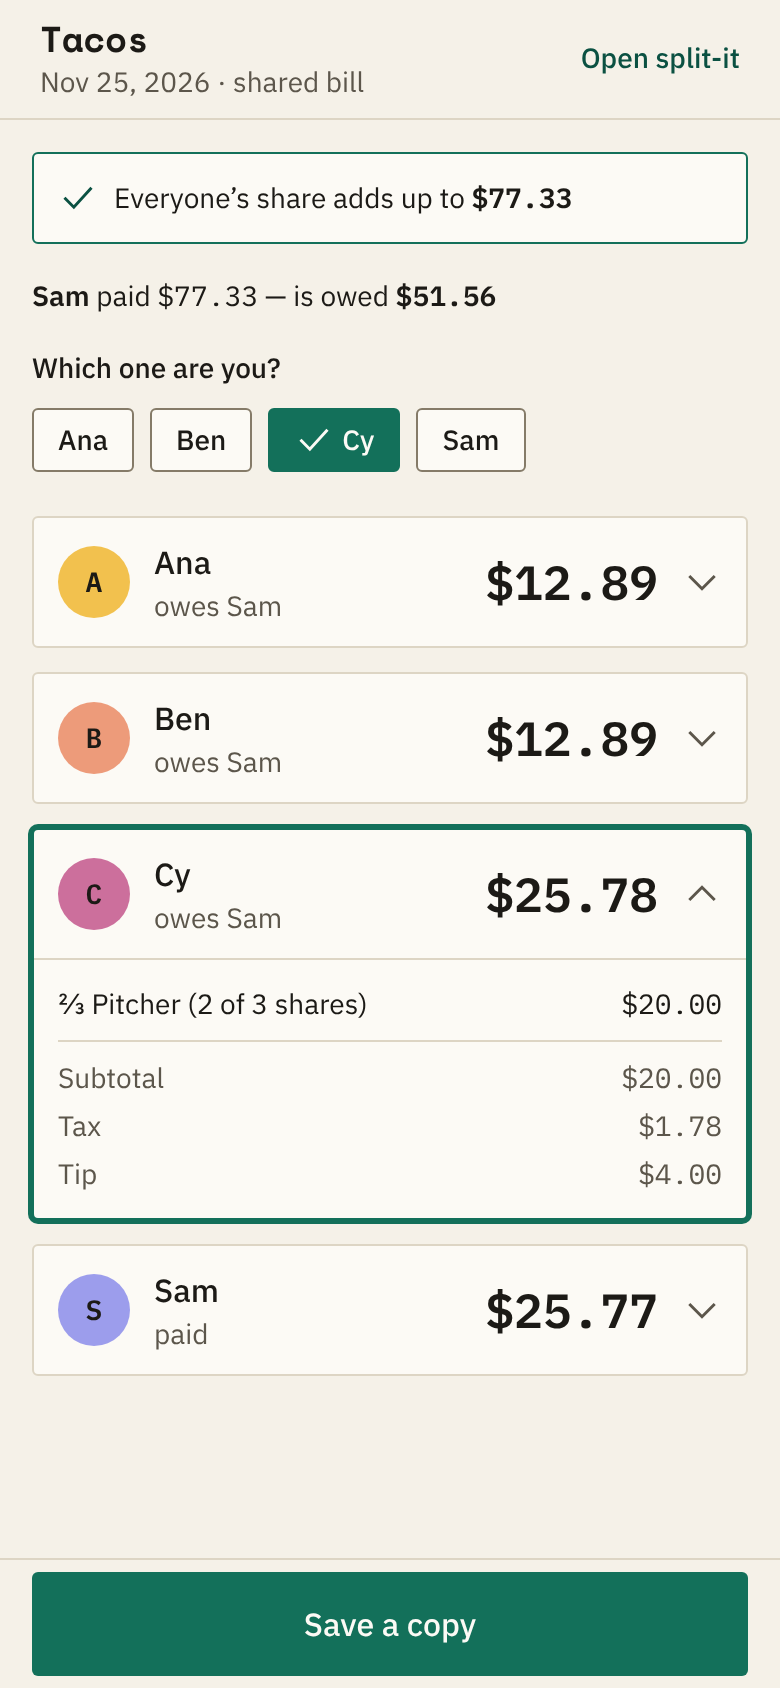 Tacos
Nov 25, 2026 · shared bill
Open split-it
Everyone’s share adds up to $77.33
Sam paid $77.33 — is owed $51.56
Which one are you?
Ana
Ben
Cy
Sam
A
Ana
owes Sam
$12.89
B
Ben
owes Sam
$12.89
C
Cy
owes Sam
$25.78
⅔ Pitcher (2 of 3 shares) $20.00
Subtotal $20.00
Tax $1.78
Tip $4.00
S
Sam
paid
$25.77
Save a copy